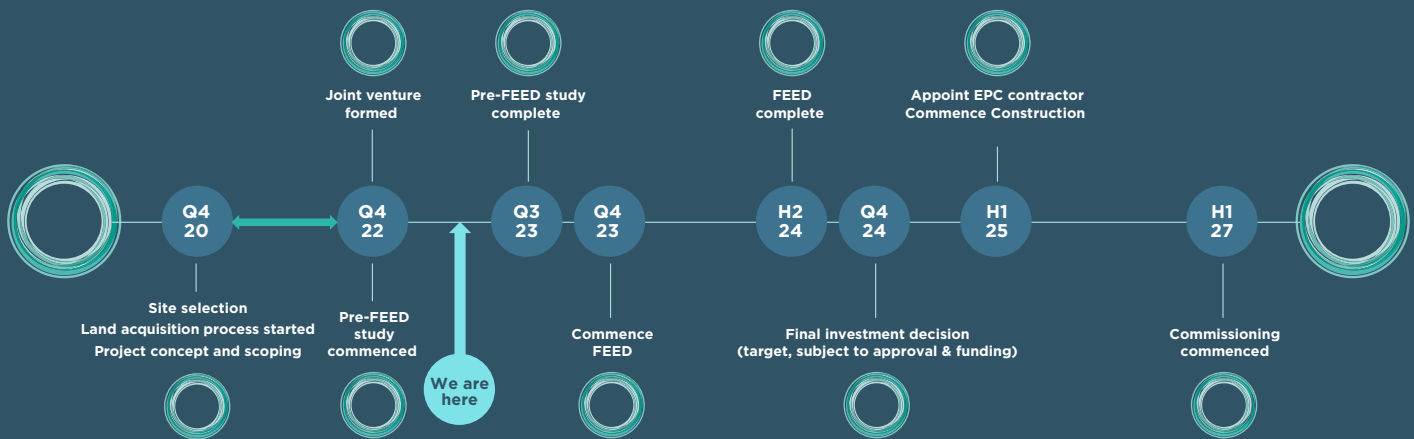 Joint venture
formed
Pre-FEED study
complete
FEED
complete
Appoint EPC contractor
Commence Construction
Q4
20
Q4
22
Q3
23
Q4
23
H2
24
Q4
24
H1
25
H1
27
Site selection
Land acquisition process started
Project concept and scoping
Pre-FEED
study
commenced
We are
here
Commence
FEED
Final investment decision
(target, subject to approval & funding)
Commissioning
commenced